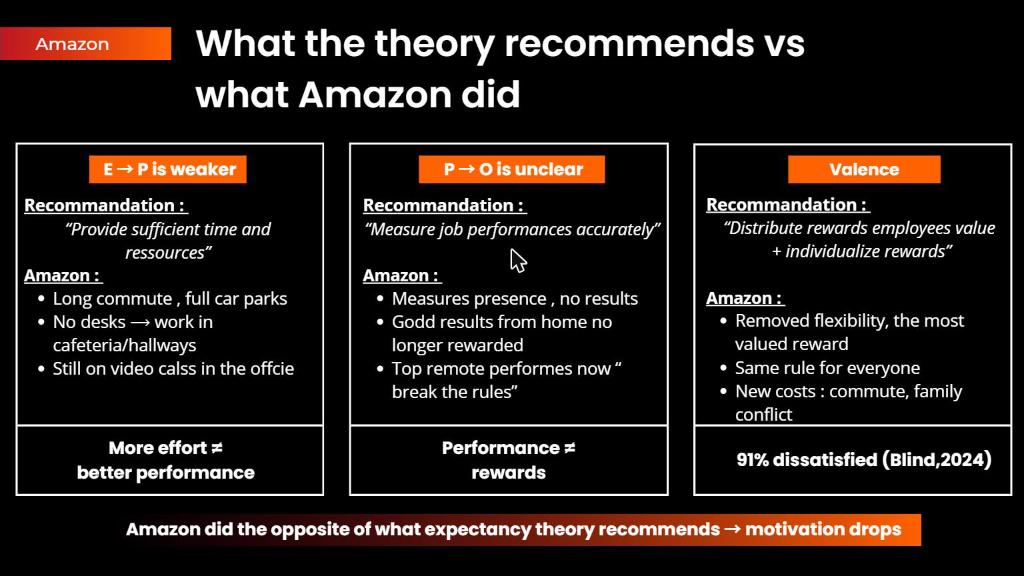 Amazon
What the theory recommends vs
what Amazon did
E → P is weaker
Recommandation :
“Provide sufficient time and
ressources”
Amazon :
• Long commute , full car parks
• No desks → work in
cafeteria/hallways
• Still on video calss in the offcie
More effort ≠
better performance
P → O is unclear
Recommandation :
“Measure job performances accurately”
Amazon :
• Measures presence , no results
• Godd results from home no
longer rewarded
• Top remote performes now “
break the rules”
Performance ≠
rewards
Valence
Recommandation :
“Distribute rewards employees value
+ individualize rewards”
Amazon :
• Removed flexibility, the most
valued reward
• Same rule for everyone
• New costs : commute, family
conflict
91% dissatisfied (Blind,2024)
Amazon did the opposite of what expectancy theory recommends → motivation drops